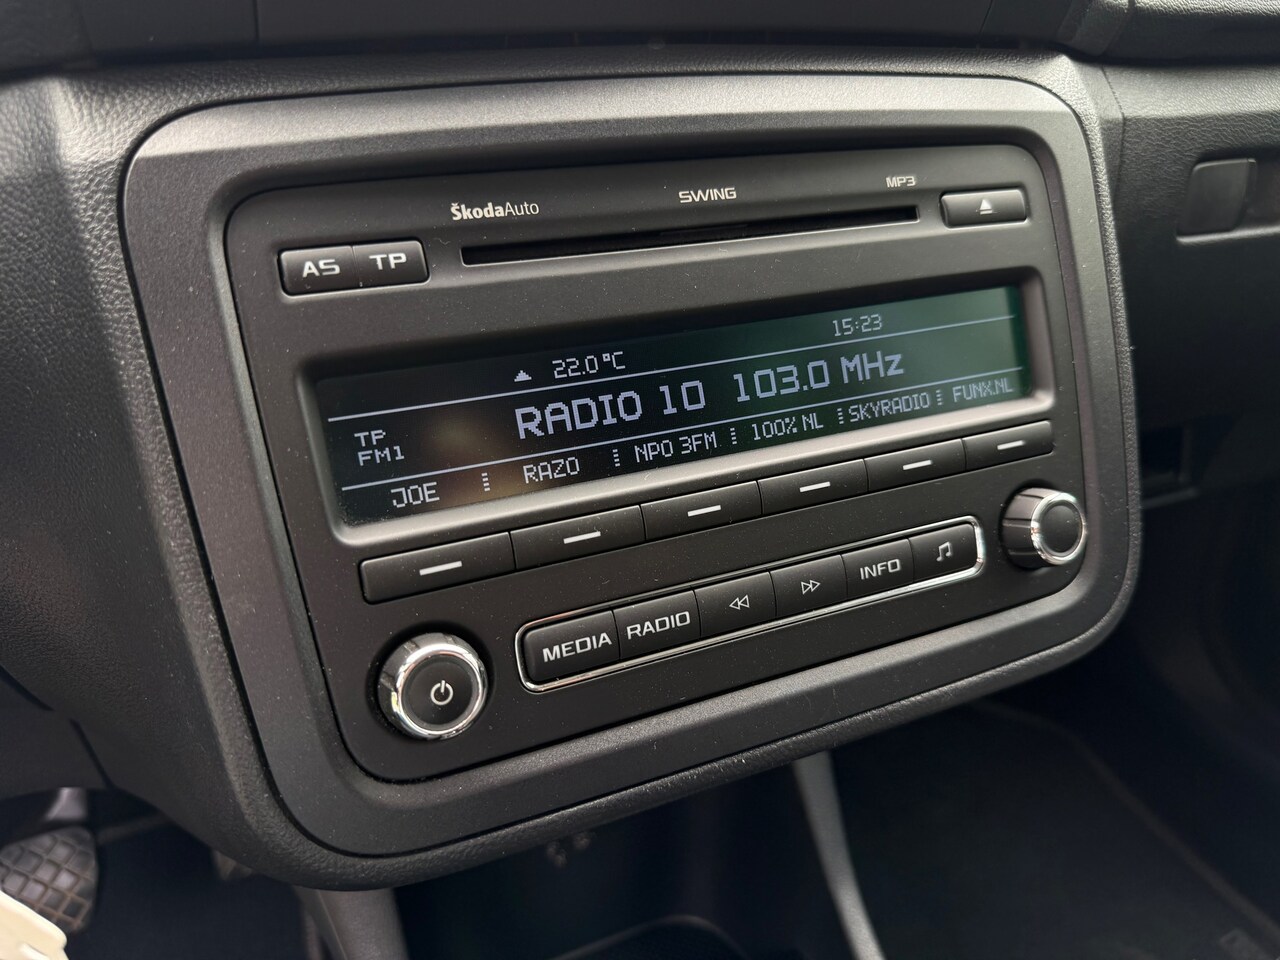 ŠkodaAuto SWING MP3
AS TP
22.0°C 15:23
RADIO 10 103.0 MHz
TP
FM1
JOE RAZO NPO 3FM 100% NL SKYRADIO FUNX.NL
MEDIA RADIO INFO